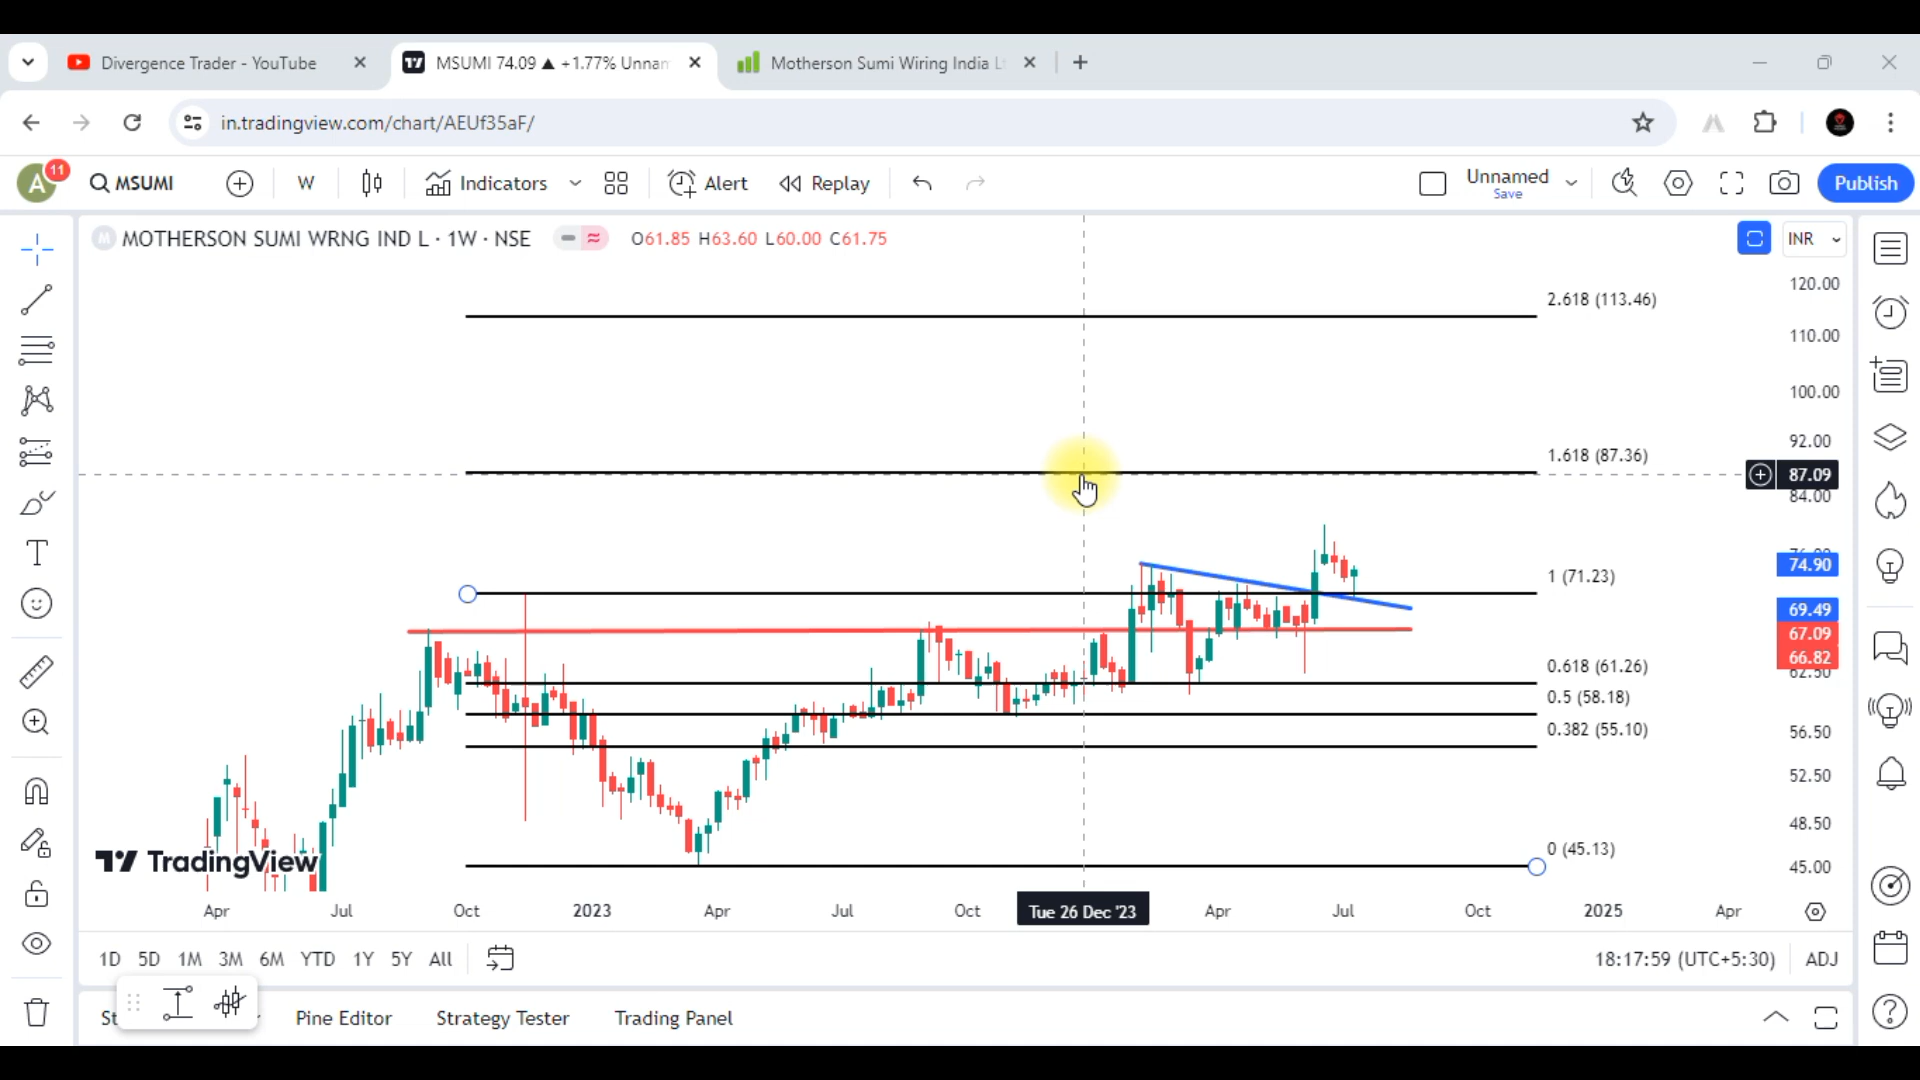 Divergence Trader - YouTube
MSUMI 74.09 ▲ +1.77% Unnam
Motherson Sumi Wiring India L
in.tradingview.com/chart/AEUf35aF/
A
11
MSUMI
W
Indicators
Alert
Replay
Unnamed
Save
Publish
M
MOTHERSON SUMI WRNG IND L · 1W · NSE
O61.85 H63.60 L60.00 C61.75
INR
2.618 (113.46)
1.618 (87.36)
1 (71.23)
0.618 (61.26)
0.5 (58.18)
0.382 (55.10)
0 (45.13)
120.00
110.00
100.00
92.00
87.09
84.00
74.90
69.49
67.09
66.82
62.50
56.50
52.50
48.50
45.00
TradingView
Apr
Jul
Oct
2023
Apr
Jul
Oct
Tue 26 Dec '23
Apr
Jul
Oct
2025
Apr
1D 5D 1M 3M 6M YTD 1Y 5Y All
18:17:59 (UTC+5:30)
ADJ
Pine Editor
Strategy Tester
Trading Panel